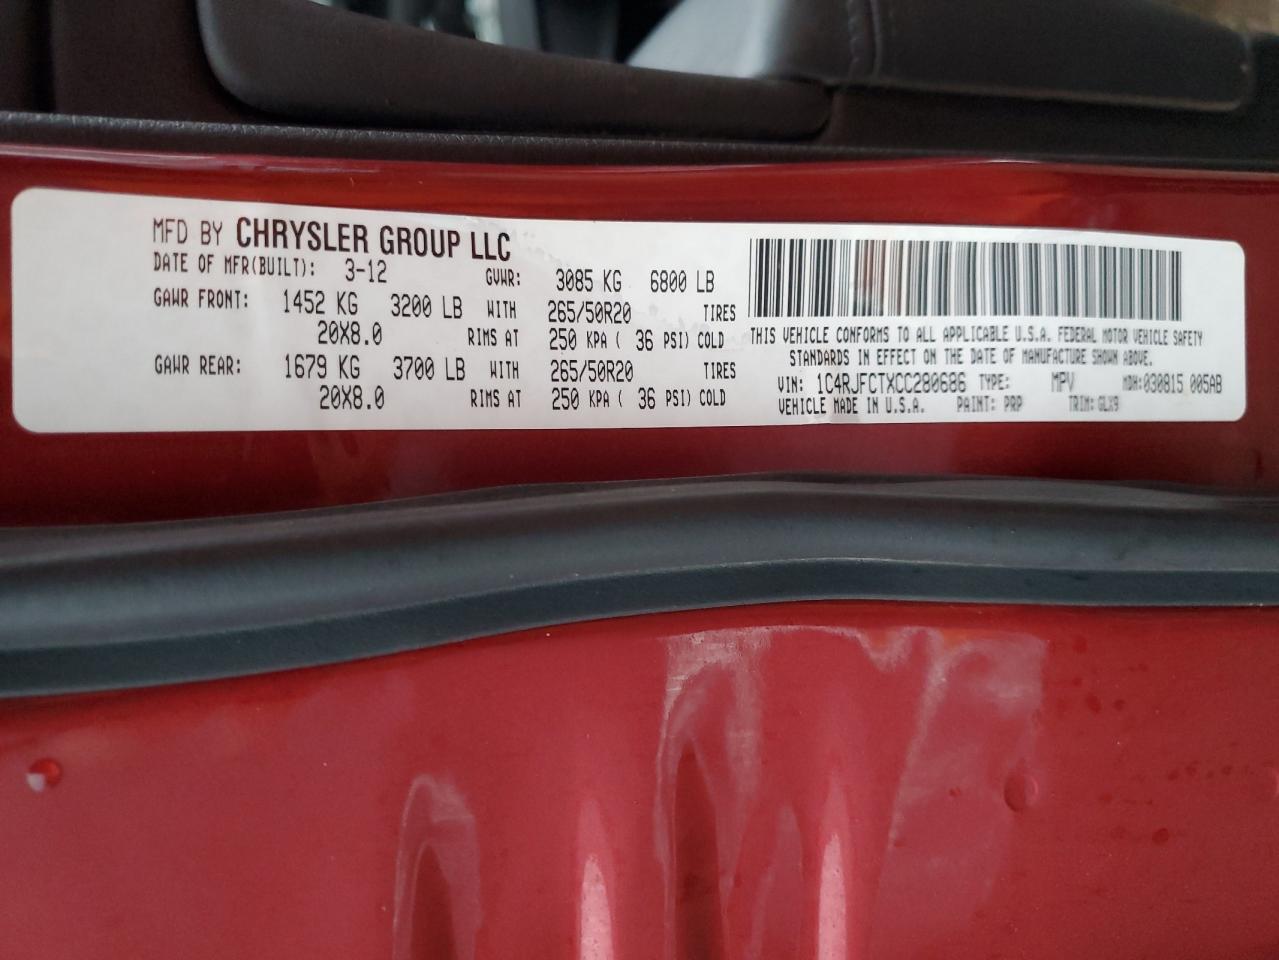 MFD BY CHRYSLER GROUP LLC
DATE OF MFR(BUILT): 3-12 GVWR: 3085 KG 6800 LB
GAWR FRONT: 1452 KG 3200 LB WITH 265/50R20 TIRES
20X8.0 RIMS AT 250 KPA ( 36 PSI) COLD
GAWR REAR: 1679 KG 3700 LB WITH 265/50R20 TIRES
20X8.0 RIMS AT 250 KPA ( 36 PSI) COLD
THIS VEHICLE CONFORMS TO ALL APPLICABLE U.S.A. FEDERAL MOTOR VEHICLE SAFETY
STANDARDS IN EFFECT ON THE DATE OF MANUFACTURE SHOWN ABOVE.
VIN: 1C4RJFCTXCC280686 TYPE: MPV MDH:030815 005AB
VEHICLE MADE IN U.S.A. PAINT: PRP TRIM: GLX9